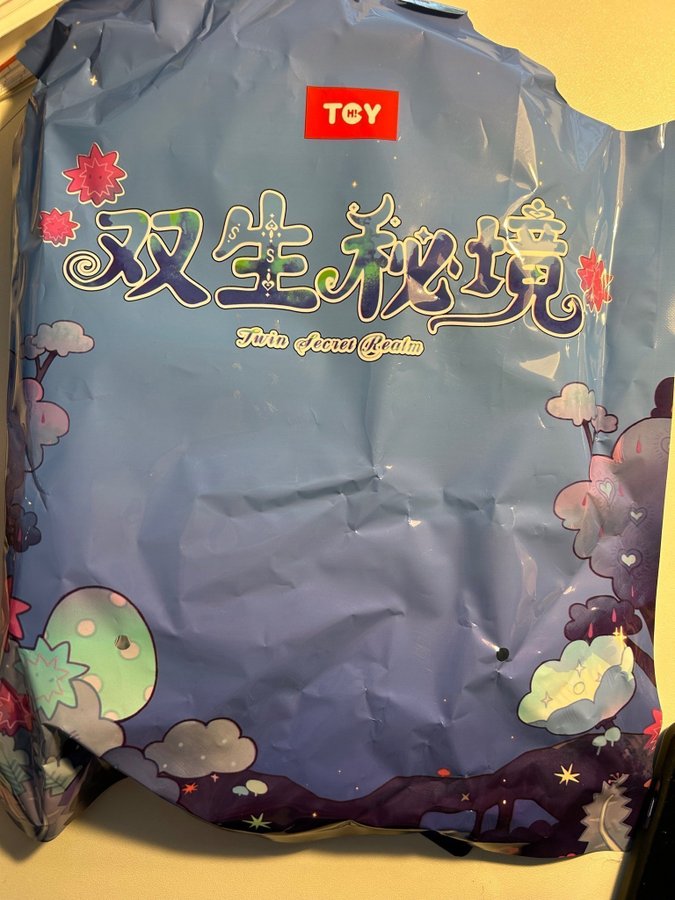 TOY
H!
双生秘境
Twin Secret Realm